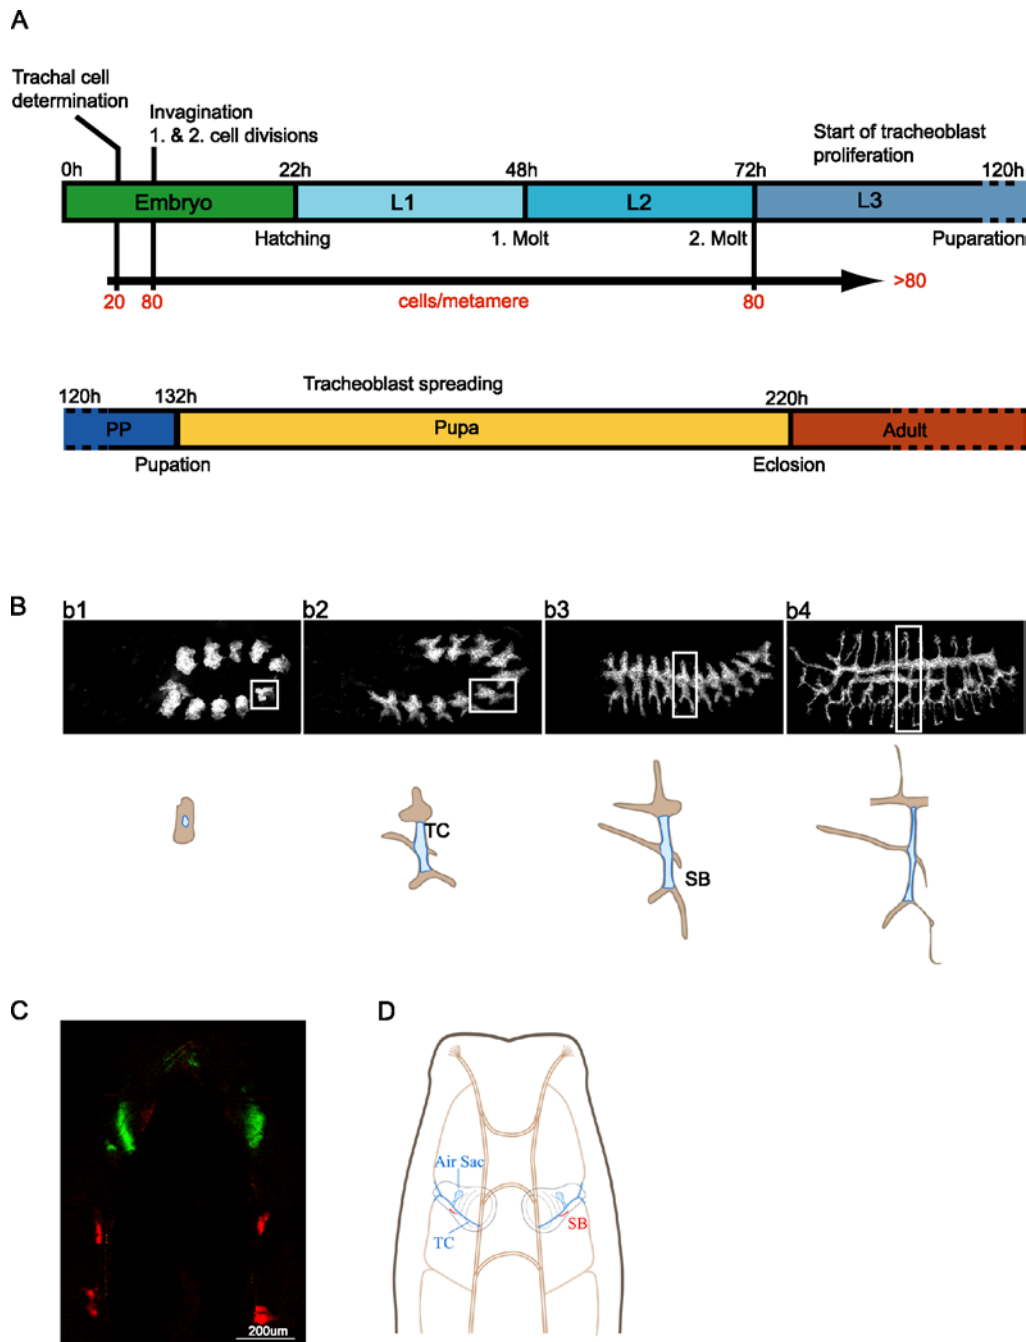 A
Trachal cell
determination
Invagination
1. & 2. cell divisions
Start of tracheoblast
proliferation
0h 22h 48h 72h 120h
Embryo L1 L2 L3
Hatching 1. Molt 2. Molt Puparation
20 80 cells/metamere 80 >80
Tracheoblast spreading
120h 132h 220h
PP Pupa Adult
Pupation Eclosion
B
b1 b2 b3 b4
TC
SB
C D
Air Sac
SB
TC
200um